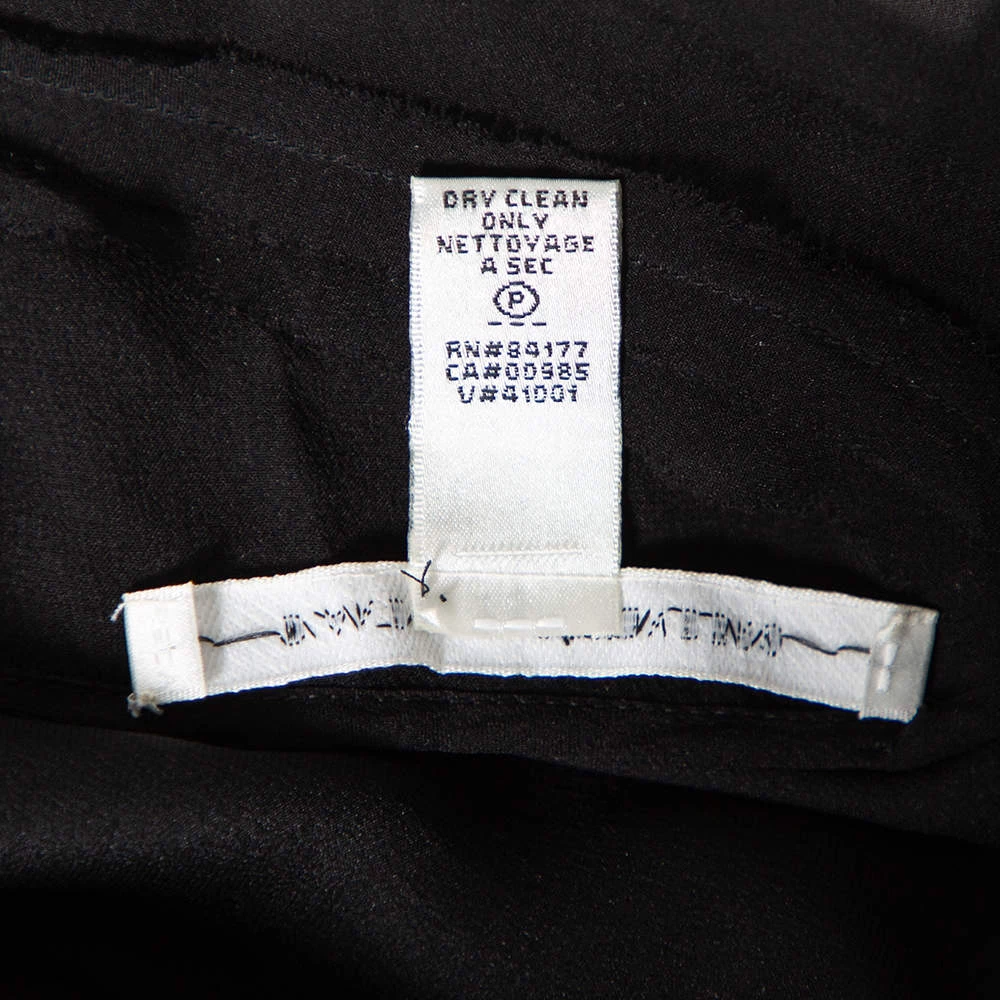 DRY CLEAN
ONLY
NETTOYAGE
A SEC
P
RN#84177
CA#00985
V#41001